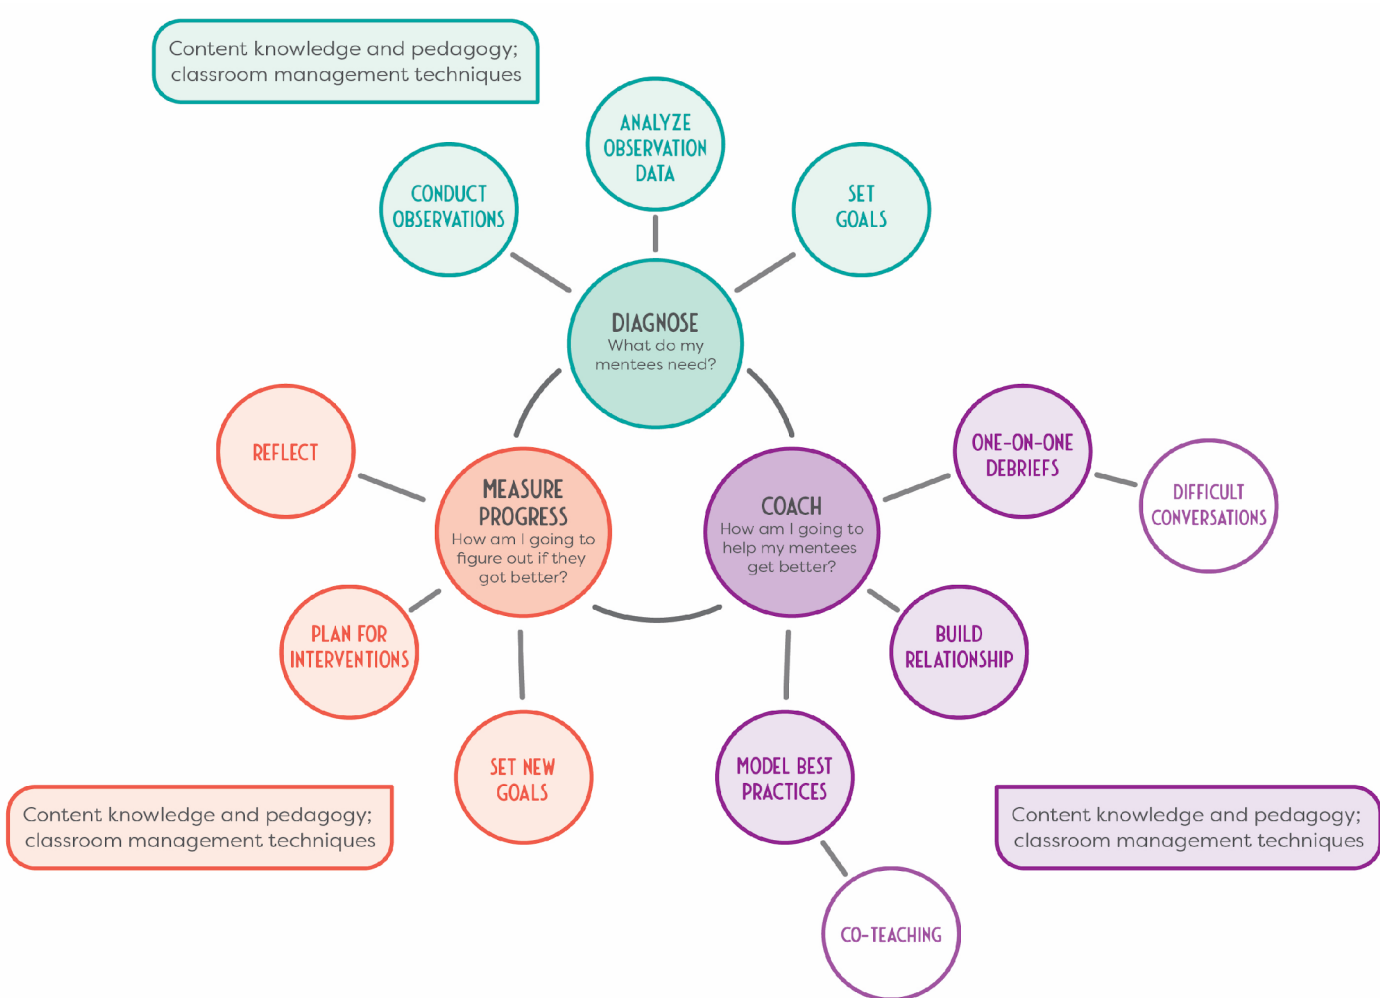 Content knowledge and pedagogy;
classroom management techniques
ANALYZE
OBSERVATION
DATA
CONDUCT
OBSERVATIONS
SET
GOALS
DIAGNOSE
What do my
mentees need?
REFLECT
MEASURE
PROGRESS
How am I going to
figure out if they
got better?
COACH
How am I going to
help my mentees
get better?
ONE-ON-ONE
DEBRIEFS
DIFFICULT
CONVERSATIONS
PLAN FOR
INTERVENTIONS
BUILD
RELATIONSHIP
SET NEW
GOALS
MODEL BEST
PRACTICES
Content knowledge and pedagogy;
classroom management techniques
Content knowledge and pedagogy;
classroom management techniques
CO-TEACHING